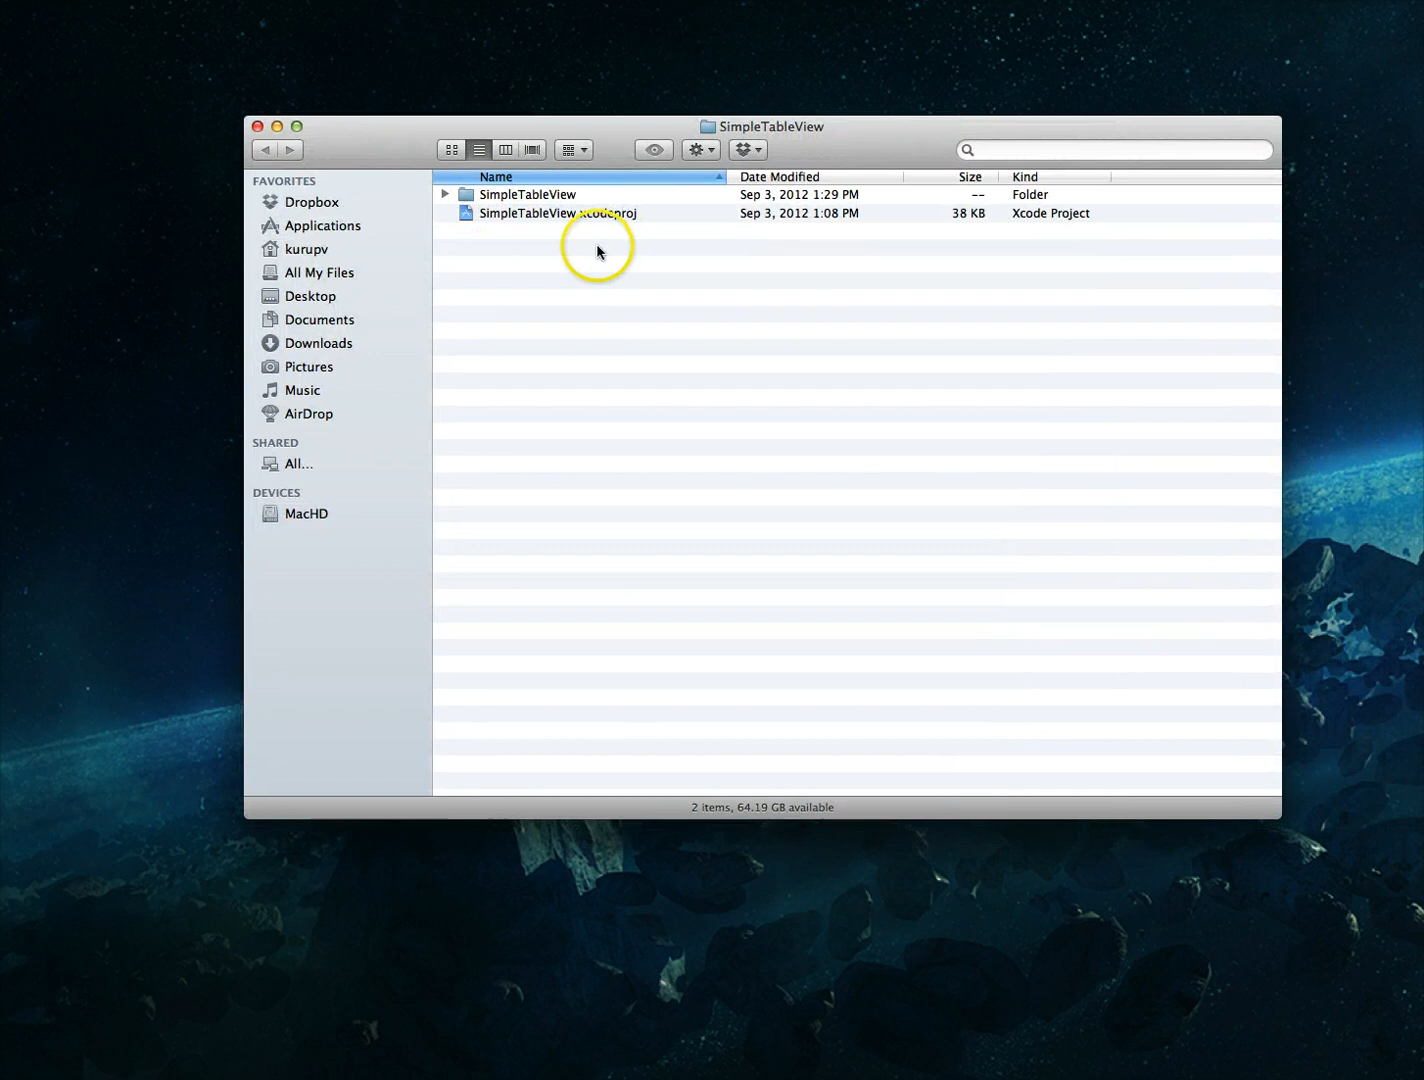 SimpleTableView
FAVORITES
Dropbox
Applications
kurupv
All My Files
Desktop
Documents
Downloads
Pictures
Music
AirDrop
SHARED
All...
DEVICES
MacHD
Name Date Modified Size Kind
SimpleTableView Sep 3, 2012 1:29 PM -- Folder
SimpleTableView.xcodeproj Sep 3, 2012 1:08 PM 38 KB Xcode Project
2 items, 64.19 GB available